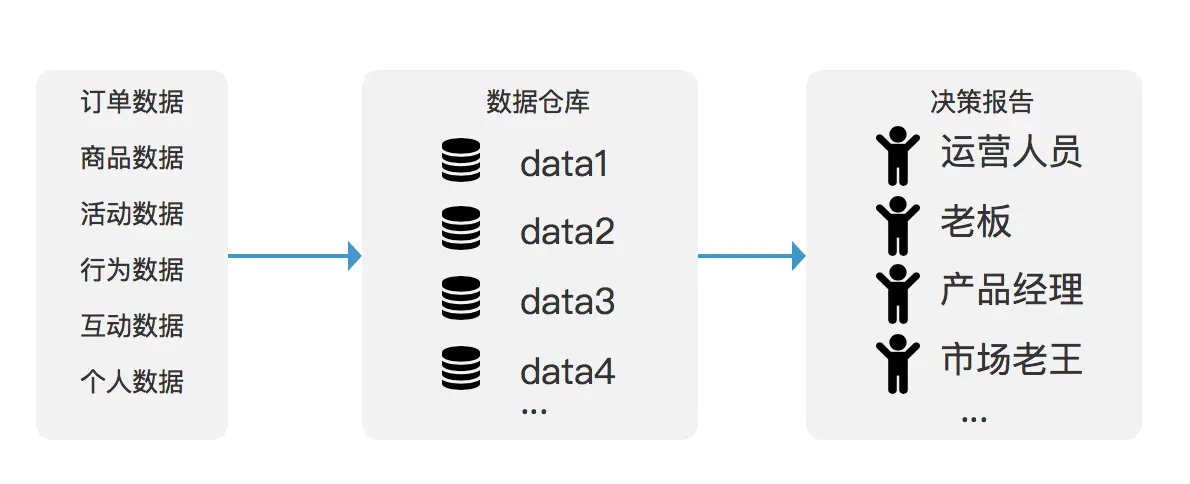 订单数据
商品数据
活动数据
行为数据
互动数据
个人数据
数据仓库
data1
data2
data3
data4
...
决策报告
运营人员
老板
产品经理
市场老王
...